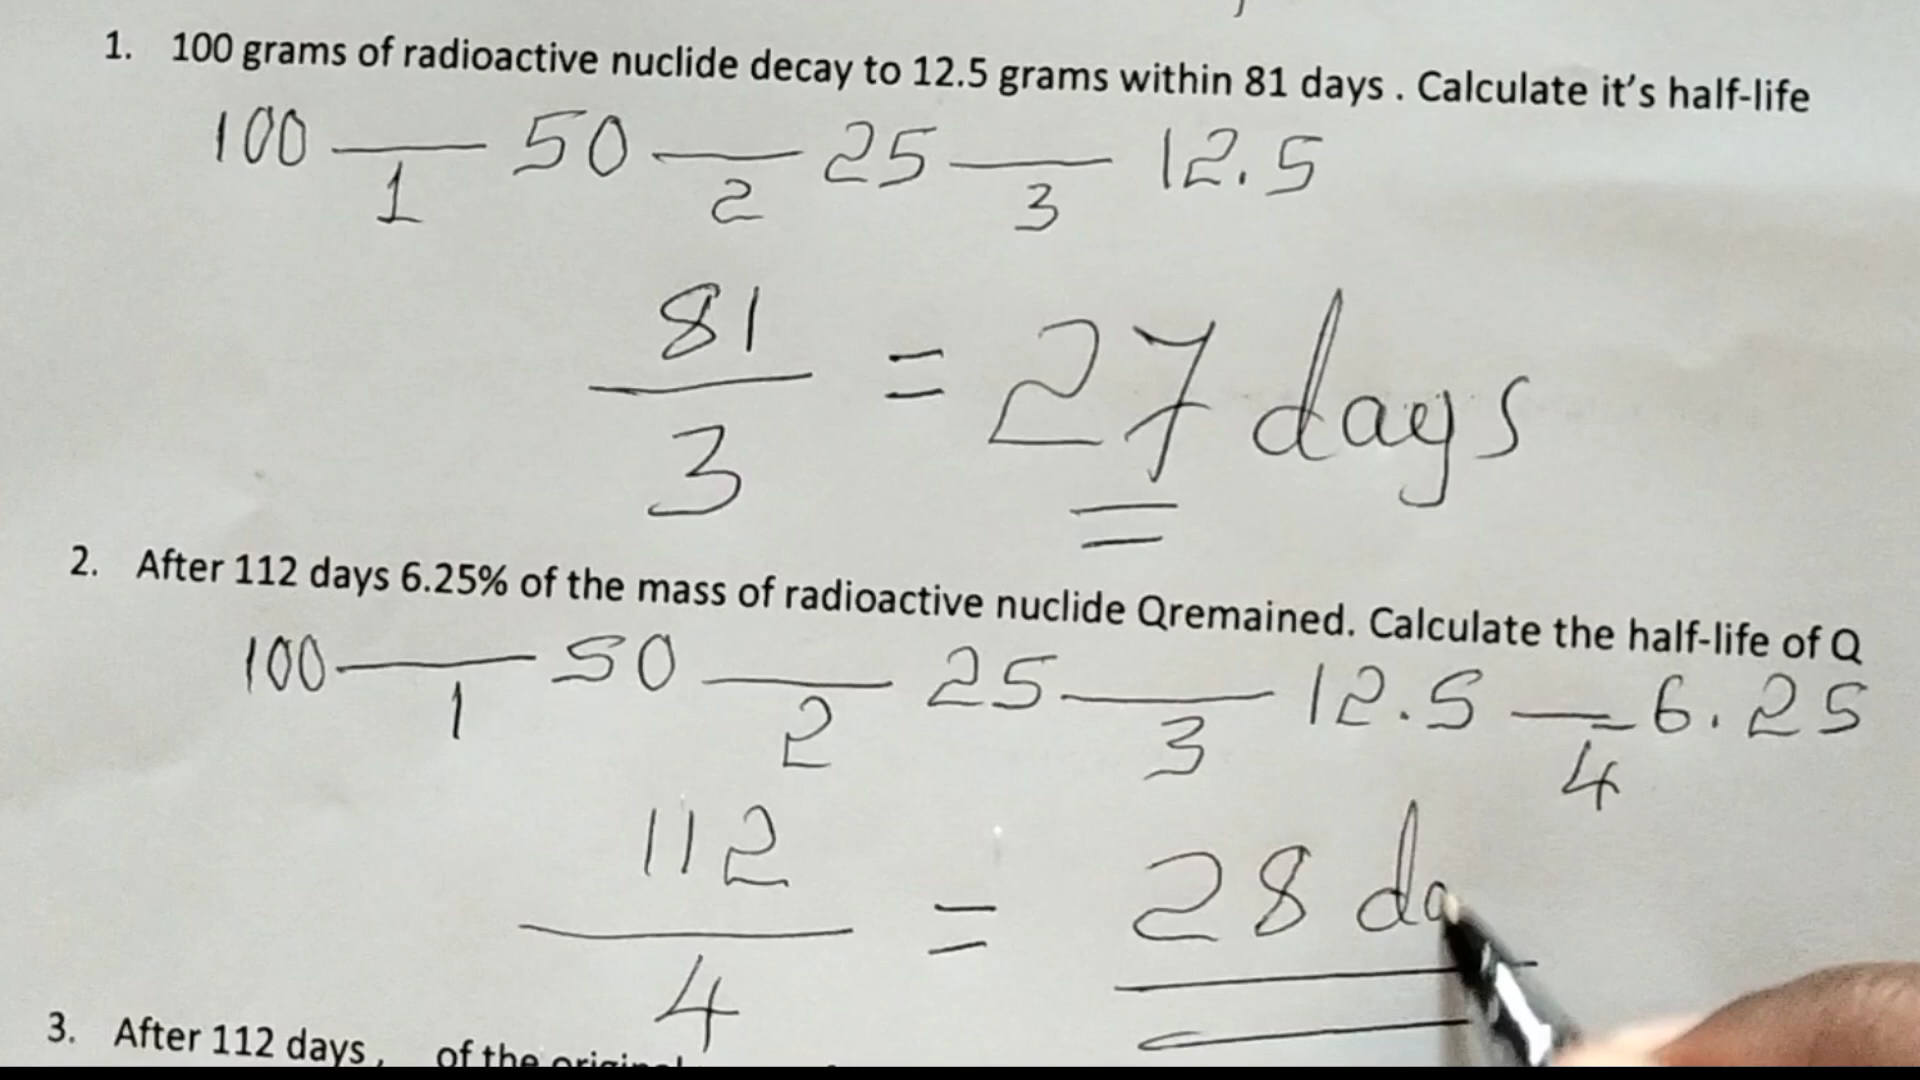 1. 100 grams of radioactive nuclide decay to 12.5 grams within 81 days . Calculate it's half-life
100 — 50 — 25 — 12.5
1 2 3
81
— = 27 days
3
2. After 112 days 6.25% of the mass of radioactive nuclide Qremained. Calculate the half-life of Q
100 — 50 — 25 — 12.5 — 6.25
1 2 3 4
112
— = 28 da
4
3. After 112 days, of the original